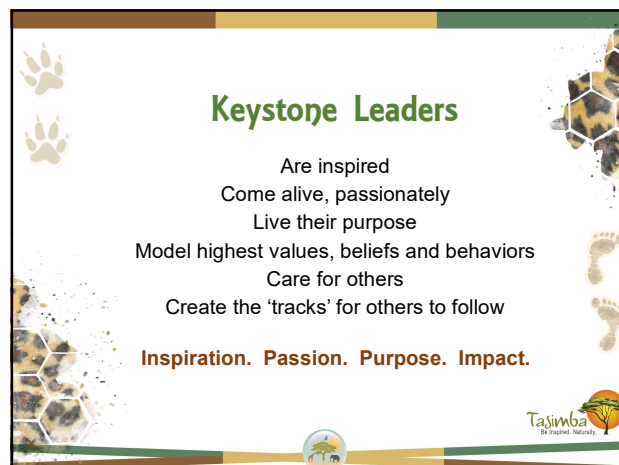 Keystone Leaders
Are inspired
Come alive, passionately
Live their purpose
Model highest values, beliefs and behaviors
Care for others
Create the ‘tracks’ for others to follow
Inspiration. Passion. Purpose. Impact.
Tasimba
Be Inspired. Naturally.